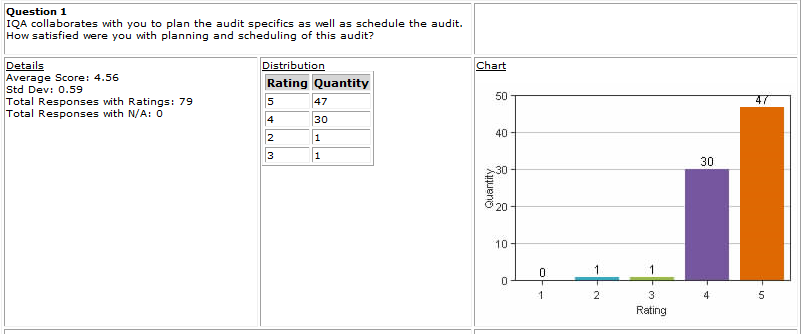 Question 1
IQA collaborates with you to plan the audit specifics as well as schedule the audit.
How satisfied were you with planning and scheduling of this audit?
Details
Average Score: 4.56
Std Dev: 0.59
Total Responses with Ratings: 79
Total Responses with N/A: 0
Distribution
Rating Quantity
5 47
4 30
2 1
3 1
Chart
50
40
30
20
10
0
Quantity
0
1
1
30
47
1 2 3 4 5
Rating